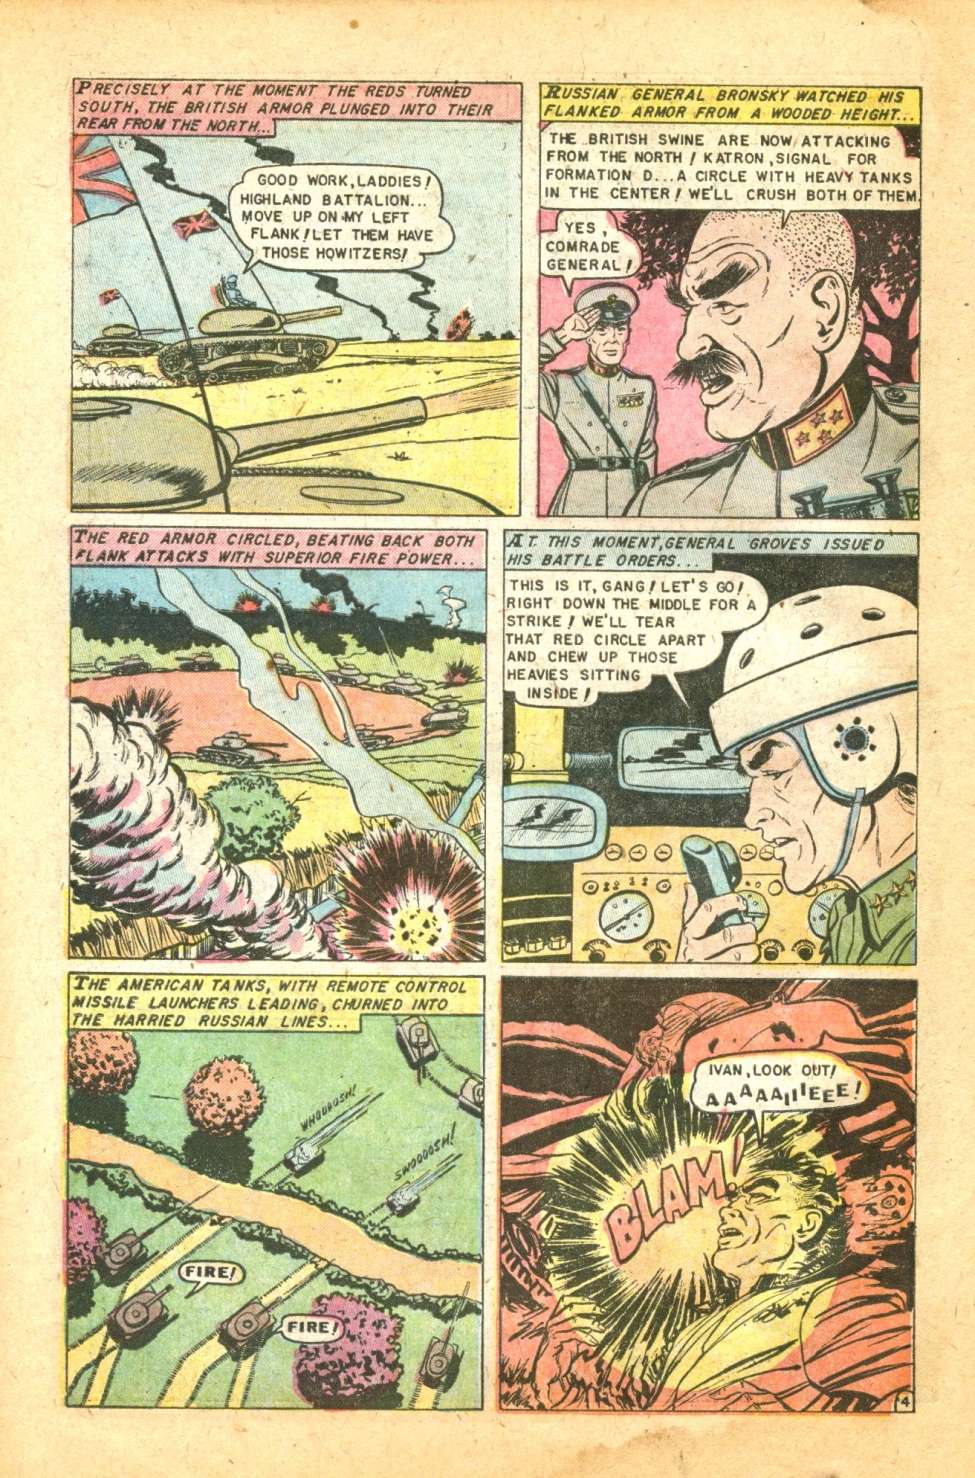 PRECISELY AT THE MOMENT THE REDS TURNED
SOUTH, THE BRITISH ARMOR PLUNGED INTO THEIR
REAR FROM THE NORTH...
GOOD WORK, LADDIES!
HIGHLAND BATTALION...
MOVE UP ON MY LEFT
FLANK! LET THEM HAVE
THOSE HOWITZERS!
RUSSIAN GENERAL BRONSKY WATCHED HIS
FLANKED ARMOR FROM A WOODED HEIGHT...
THE BRITISH SWINE ARE NOW ATTACKING
FROM THE NORTH! KATRON, SIGNAL FOR
FORMATION D... A CIRCLE WITH HEAVY TANKS
IN THE CENTER! WE'LL CRUSH BOTH OF THEM.
YES,
COMRADE
GENERAL!
THE RED ARMOR CIRCLED, BEATING BACK BOTH
FLANK ATTACKS WITH SUPERIOR FIRE POWER...
AT THIS MOMENT, GENERAL GROVES ISSUED
HIS BATTLE ORDERS...
THIS IS IT, GANG! LET'S GO!
RIGHT DOWN THE MIDDLE FOR A
STRIKE! WE'LL TEAR
THAT RED CIRCLE APART
AND CHEW UP THOSE
HEAVIES SITTING
INSIDE!
THE AMERICAN TANKS, WITH REMOTE CONTROL
MISSILE LAUNCHERS LEADING, CHURNED INTO
THE HARRIED RUSSIAN LINES...
WHOOOOSH!
SWOOOOSH!
FIRE!
FIRE!
IVAN, LOOK OUT!
AAAAAIIIEEEE!
BLAM!
4